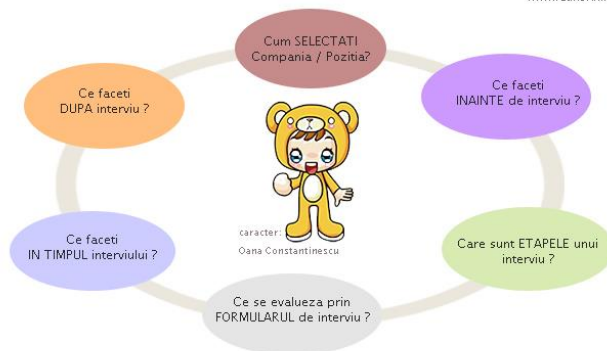 Cum SELECTATI
Compania / Pozitia?
Ce faceti
INAINTE de interviu ?
Care sunt ETAPELE unui
interviu ?
Ce se evalueza prin
FORMULARUL de interviu ?
Ce faceti
IN TIMPUL interviului ?
Ce faceti
DUPA interviu ?
caracter:
Oana Constantinescu